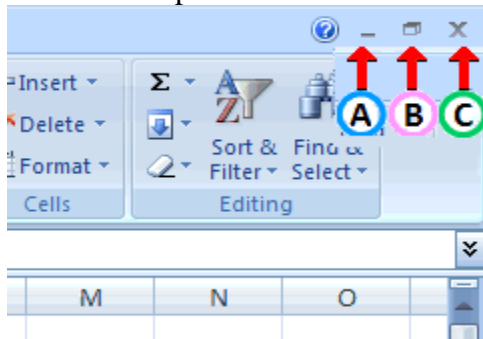 A B C
Insert Σ A
Z
Delete
Format Sort & Find &
Filter Select
Cells Editing
M N O